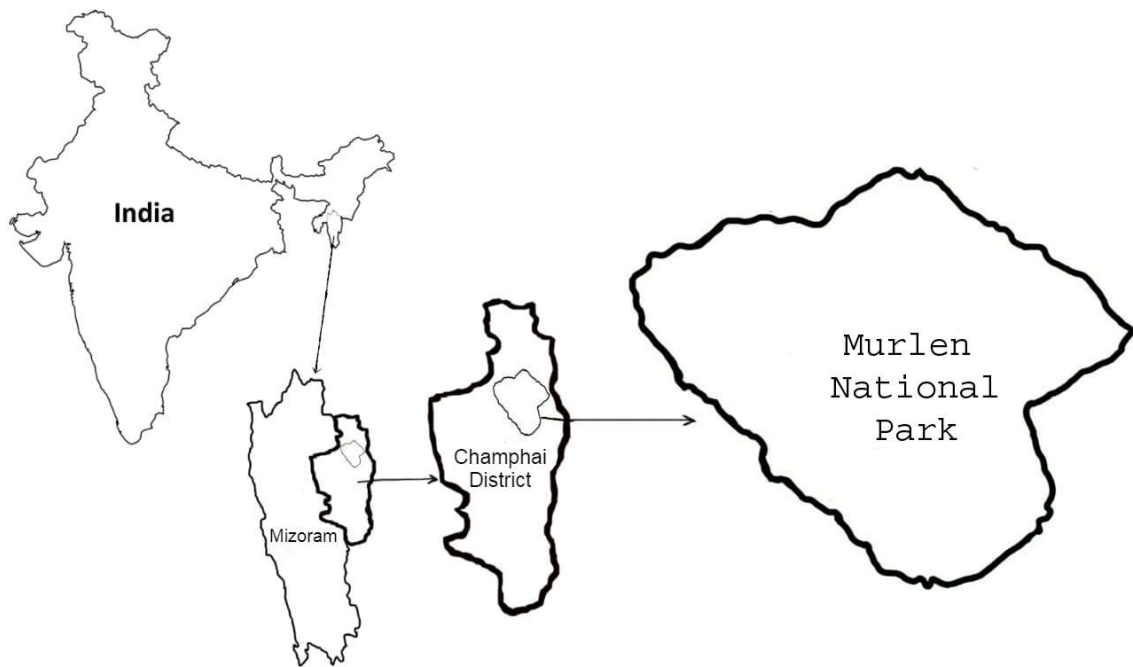 India
Mizoram
Champhai
District
Murlen
National
Park